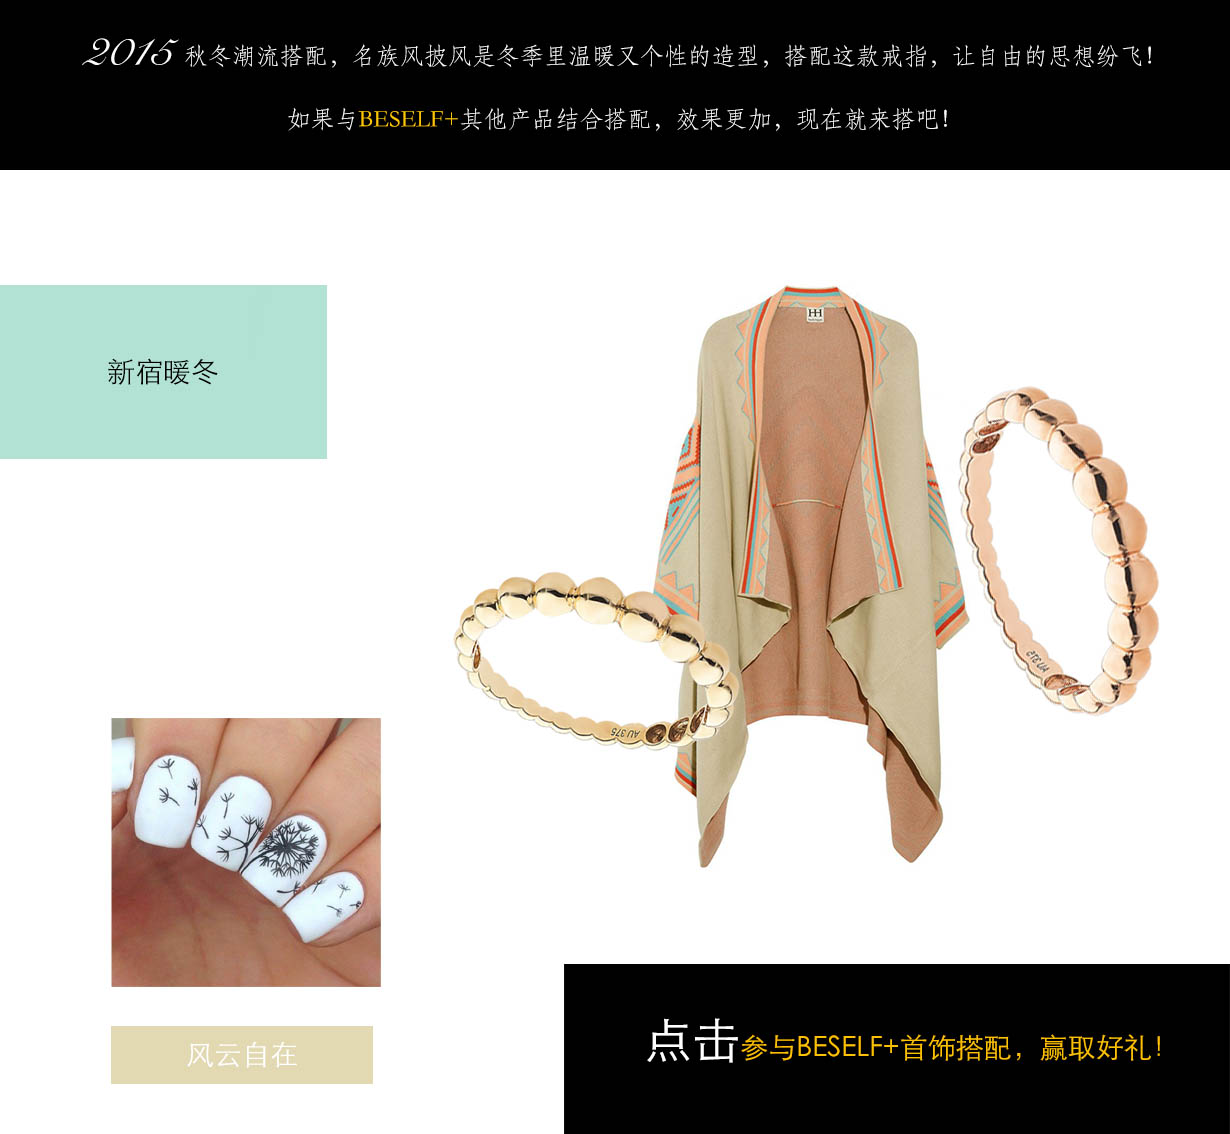 2015 秋冬潮流搭配，名族风披风是冬季里温暖又个性的造型，搭配这款戒指，让自由的思想纷飞！
如果与BESELF+其他产品结合搭配，效果更加，现在就来搭吧！
HH
新宿暖冬
AU 375
AU 375
风云自在
点击参与BESELF+首饰搭配，赢取好礼！